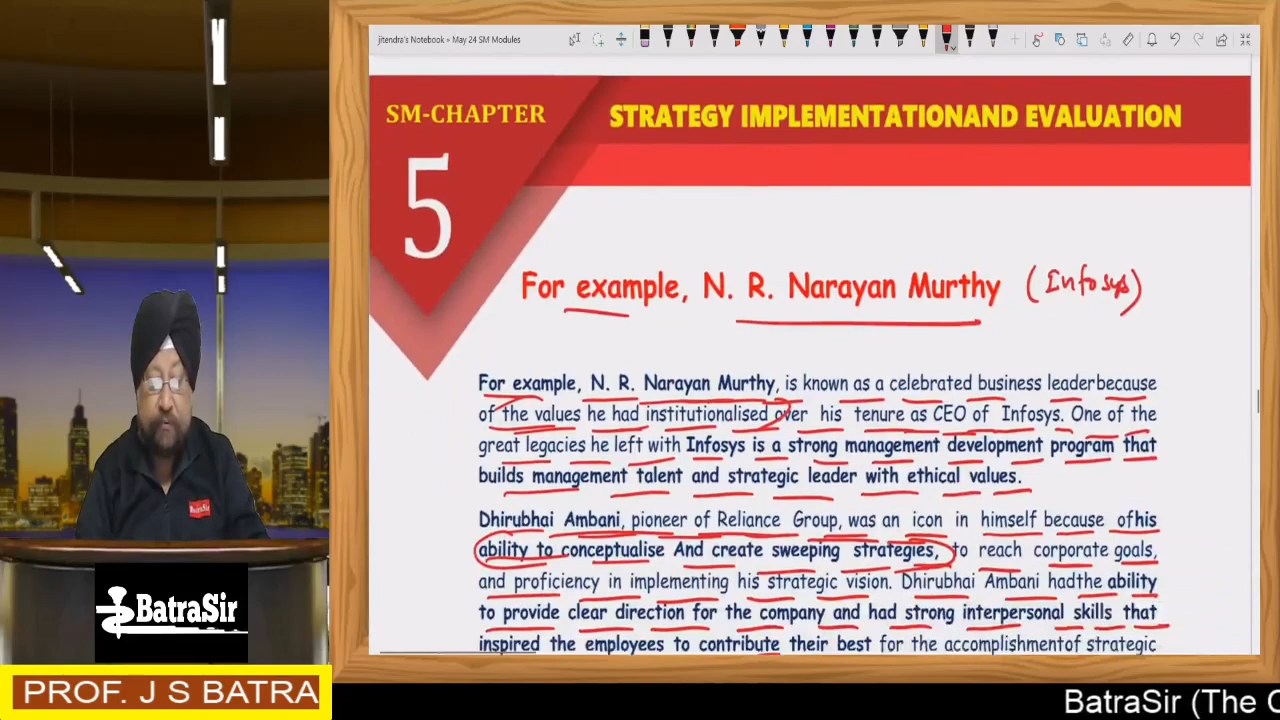 jitendra's Notebook » May 24 SM Modules
SM-CHAPTER
5
STRATEGY IMPLEMENTATIONAND EVALUATION
For example, N. R. Narayan Murthy (Infosys)
For example, N. R. Narayan Murthy, is known as a celebrated business leaderbecause
of the values he had institutionalised over his tenure as CEO of Infosys. One of the
great legacies he left with Infosys is a strong management development program that
builds management talent and strategic leader with ethical values.
Dhirubhai Ambani, pioneer of Reliance Group, was an icon in himself because ofhis
ability to conceptualise And create sweeping strategies, to reach corporate goals,
and proficiency in implementing his strategic vision. Dhirubhai Ambani hadthe ability
to provide clear direction for the company and had strong interpersonal skills that
inspired the employees to contribute their best for the accomplishmentof strategic
BatraSir
BatraSir
PROF. J S BATRA
BatraSir (The C